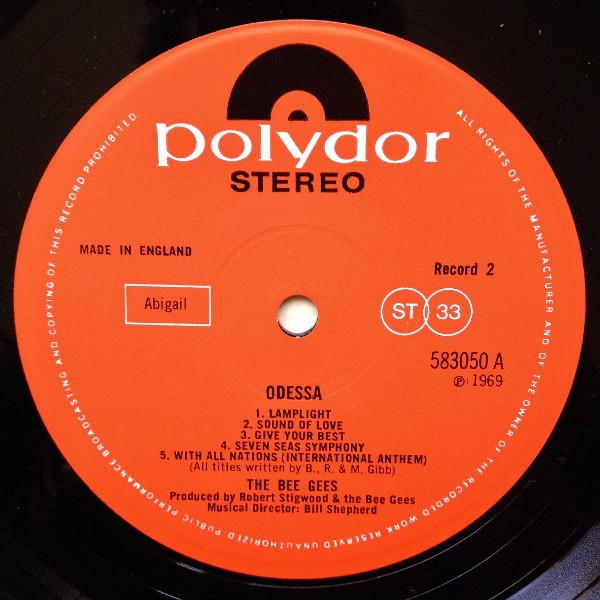 polydor
STEREO
MADE IN ENGLAND
Record 2
Abigail
ST 33
583050 A
℗ 1969
ODESSA
1. LAMPLIGHT
2. SOUND OF LOVE
3. GIVE YOUR BEST
4. SEVEN SEAS SYMPHONY
5. WITH ALL NATIONS (INTERNATIONAL ANTHEM)
(All titles written by B., R. & M. Gibb)
THE BEE GEES
Produced by Robert Stigwood & the Bee Gees
Musical Director: Bill Shepherd
ALL RIGHTS OF THE MANUFACTURER AND OF THE OWNER OF THE RECORDED WORK RESERVED UNAUTHORIZED PUBLIC PERFORMANCE BROADCASTING AND COPYING OF THIS RECORD PROHIBITED